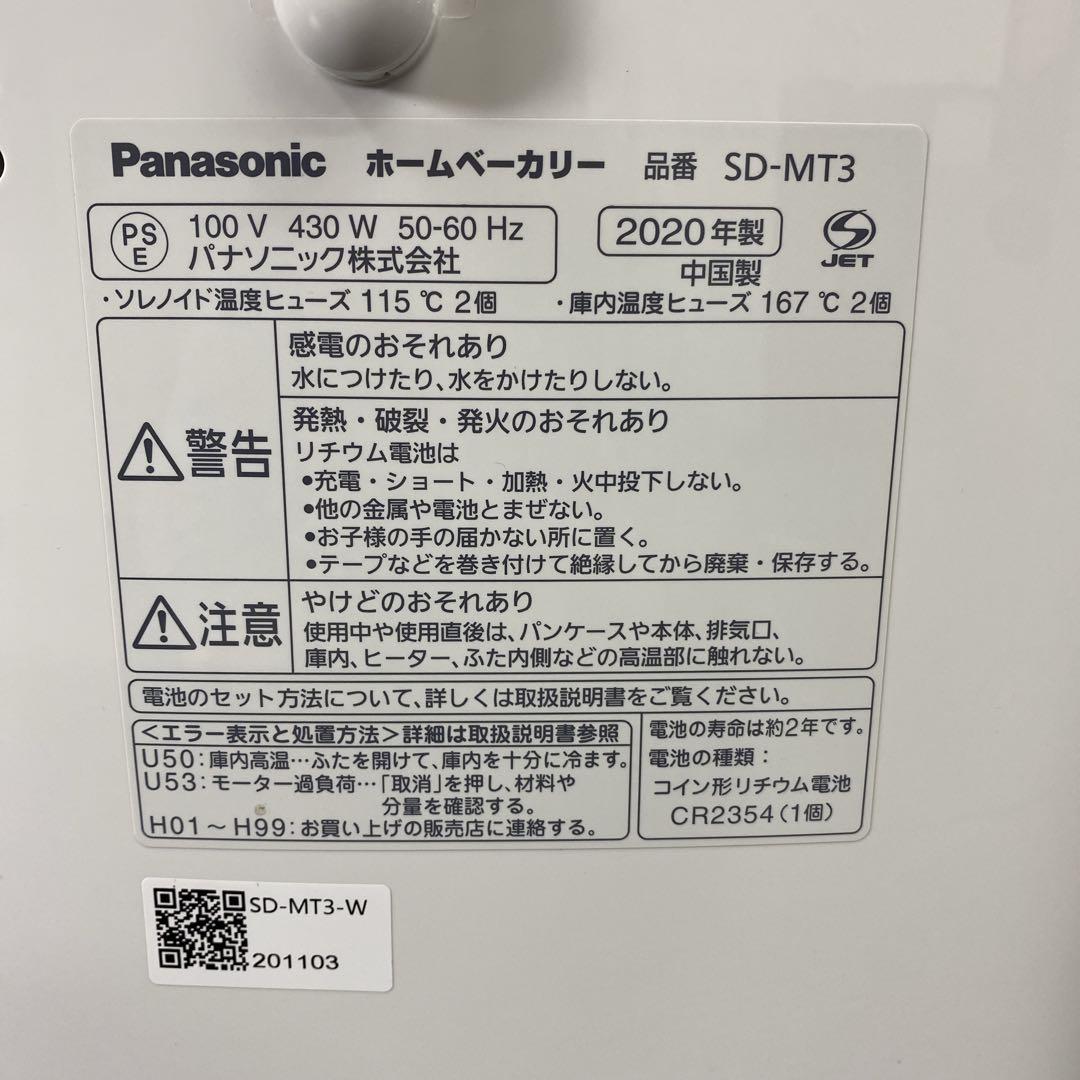 Panasonic ホームベーカリー 品番 SD-MT3
PS E 100 V 430 W 50-60 Hz
パナソニック株式会社
2020年製
中国製
JET
・ソレノイド温度ヒューズ 115 ℃ 2個 ・庫内温度ヒューズ 167 ℃ 2個
警告
感電のおそれあり
水につけたり、水をかけたりしない。
発熱・破裂・発火のおそれあり
リチウム電池は
●充電・ショート・加熱・火中投下しない。
●他の金属や電池とまぜない。
●お子様の手の届かない所に置く。
●テープなどを巻き付けて絶縁してから廃棄・保存する。
注意
やけどのおそれあり
使用中や使用直後は、パンケースや本体、排気口、
庫内、ヒーター、ふた内側などの高温部に触れない。
電池のセット方法について、詳しくは取扱説明書をご覧ください。
<エラー表示と処置方法>詳細は取扱説明書参照
U50:庫内高温…ふたを開けて、庫内を十分に冷ます。
U53:モーター過負荷…「取消」を押し、材料や
分量を確認する。
H01～H99:お買い上げの販売店に連絡する。
電池の寿命は約2年です。
電池の種類:
コイン形リチウム電池
CR2354(1個)
SD-MT3-W
201103